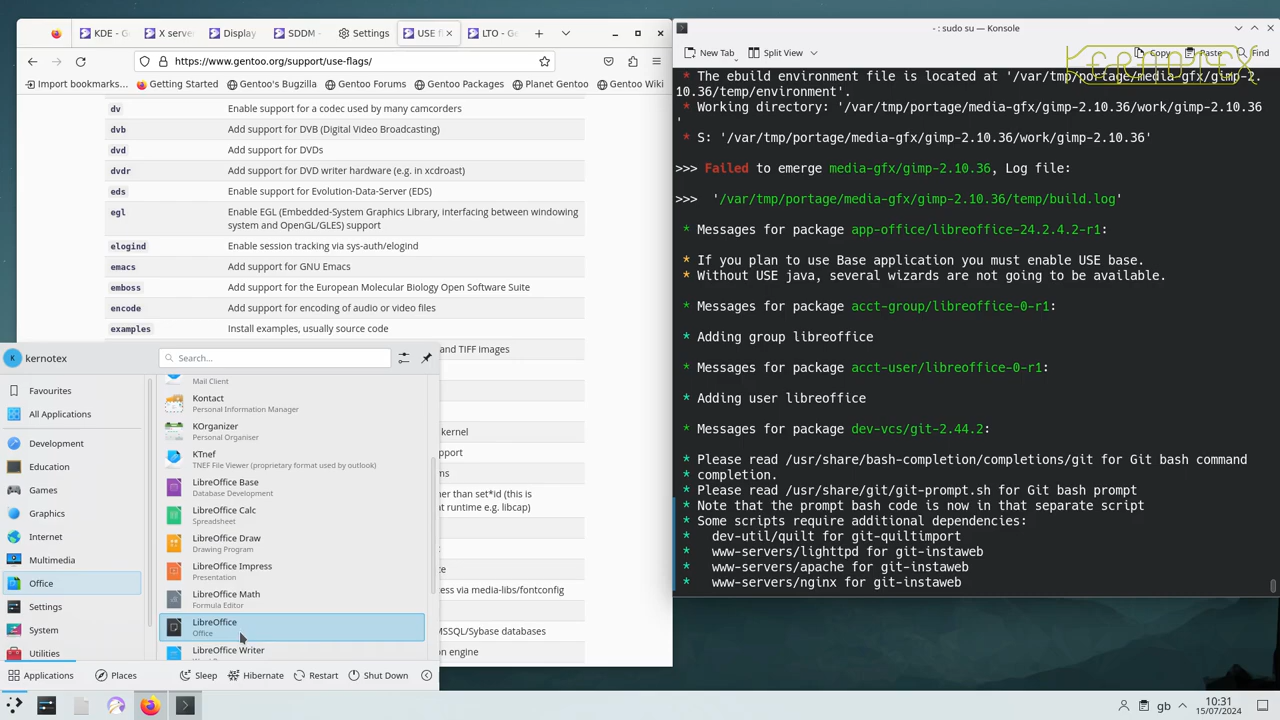 KDE - G
X server
Display
SDDM -
Settings
USE f
LTO - G
https://www.gentoo.org/support/use-flags/
Import bookmarks...
Getting Started
Gentoo's Bugzilla
Gentoo Forums
Gentoo Packages
Planet Gentoo
Gentoo Wiki
dv Enable support for a codec used by many camcorders
dvb Add support for DVB (Digital Video Broadcasting)
dvd Add support for DVDs
dvdr Add support for DVD writer hardware (e.g. in xcdroast)
eds Enable support for Evolution-Data-Server (EDS)
egl Enable EGL (Embedded-System Graphics Library, interfacing between windowing
system and OpenGL/GLES) support
elogind Enable session tracking via sys-auth/elogind
emacs Add support for GNU Emacs
emboss Add support for the European Molecular Biology Open Software Suite
encode Add support for encoding of audio or video files
examples Install examples, usually source code
and TIFF images
kernel
pport
ms
her than set*id (this is
at runtime e.g. libcap)
te
ess via media-libs/fontconfig
MSSQL/Sybase databases
on engine
K kernotex
Search...
Favourites
All Applications
Development
Education
Games
Graphics
Internet
Multimedia
Office
Settings
System
Utilities
Mail Client
Kontact
Personal Information Manager
KOrganizer
Personal Organiser
KTnef
TNEF File Viewer (proprietary format used by outlook)
LibreOffice Base
Database Development
LibreOffice Calc
Spreadsheet
LibreOffice Draw
Drawing Program
LibreOffice Impress
Presentation
LibreOffice Math
Formula Editor
LibreOffice
Office
LibreOffice Writer
Applications
Places
Sleep
Hibernate
Restart
Shut Down
- : sudo su — Konsole
New Tab
Split View
Copy
Paste
Find
Kernotex
* The ebuild environment file is located at '/var/tmp/portage/media-gfx/gimp-2.
10.36/temp/environment'.
* Working directory: '/var/tmp/portage/media-gfx/gimp-2.10.36/work/gimp-2.10.36
'
* S: '/var/tmp/portage/media-gfx/gimp-2.10.36/work/gimp-2.10.36'
>>> Failed to emerge media-gfx/gimp-2.10.36, Log file:
>>> '/var/tmp/portage/media-gfx/gimp-2.10.36/temp/build.log'
* Messages for package app-office/libreoffice-24.2.4.2-r1:
* If you plan to use Base application you must enable USE base.
* Without USE java, several wizards are not going to be available.
* Messages for package acct-group/libreoffice-0-r1:
* Adding group libreoffice
* Messages for package acct-user/libreoffice-0-r1:
* Adding user libreoffice
* Messages for package dev-vcs/git-2.44.2:
* Please read /usr/share/bash-completion/completions/git for Git bash command
* completion.
* Please read /usr/share/git/git-prompt.sh for Git bash prompt
* Note that the prompt bash code is now in that separate script
* Some scripts require additional dependencies:
* dev-util/quilt for git-quiltimport
* www-servers/lighttpd for git-instaweb
* www-servers/apache for git-instaweb
* www-servers/nginx for git-instaweb
gb
10:31
15/07/2024